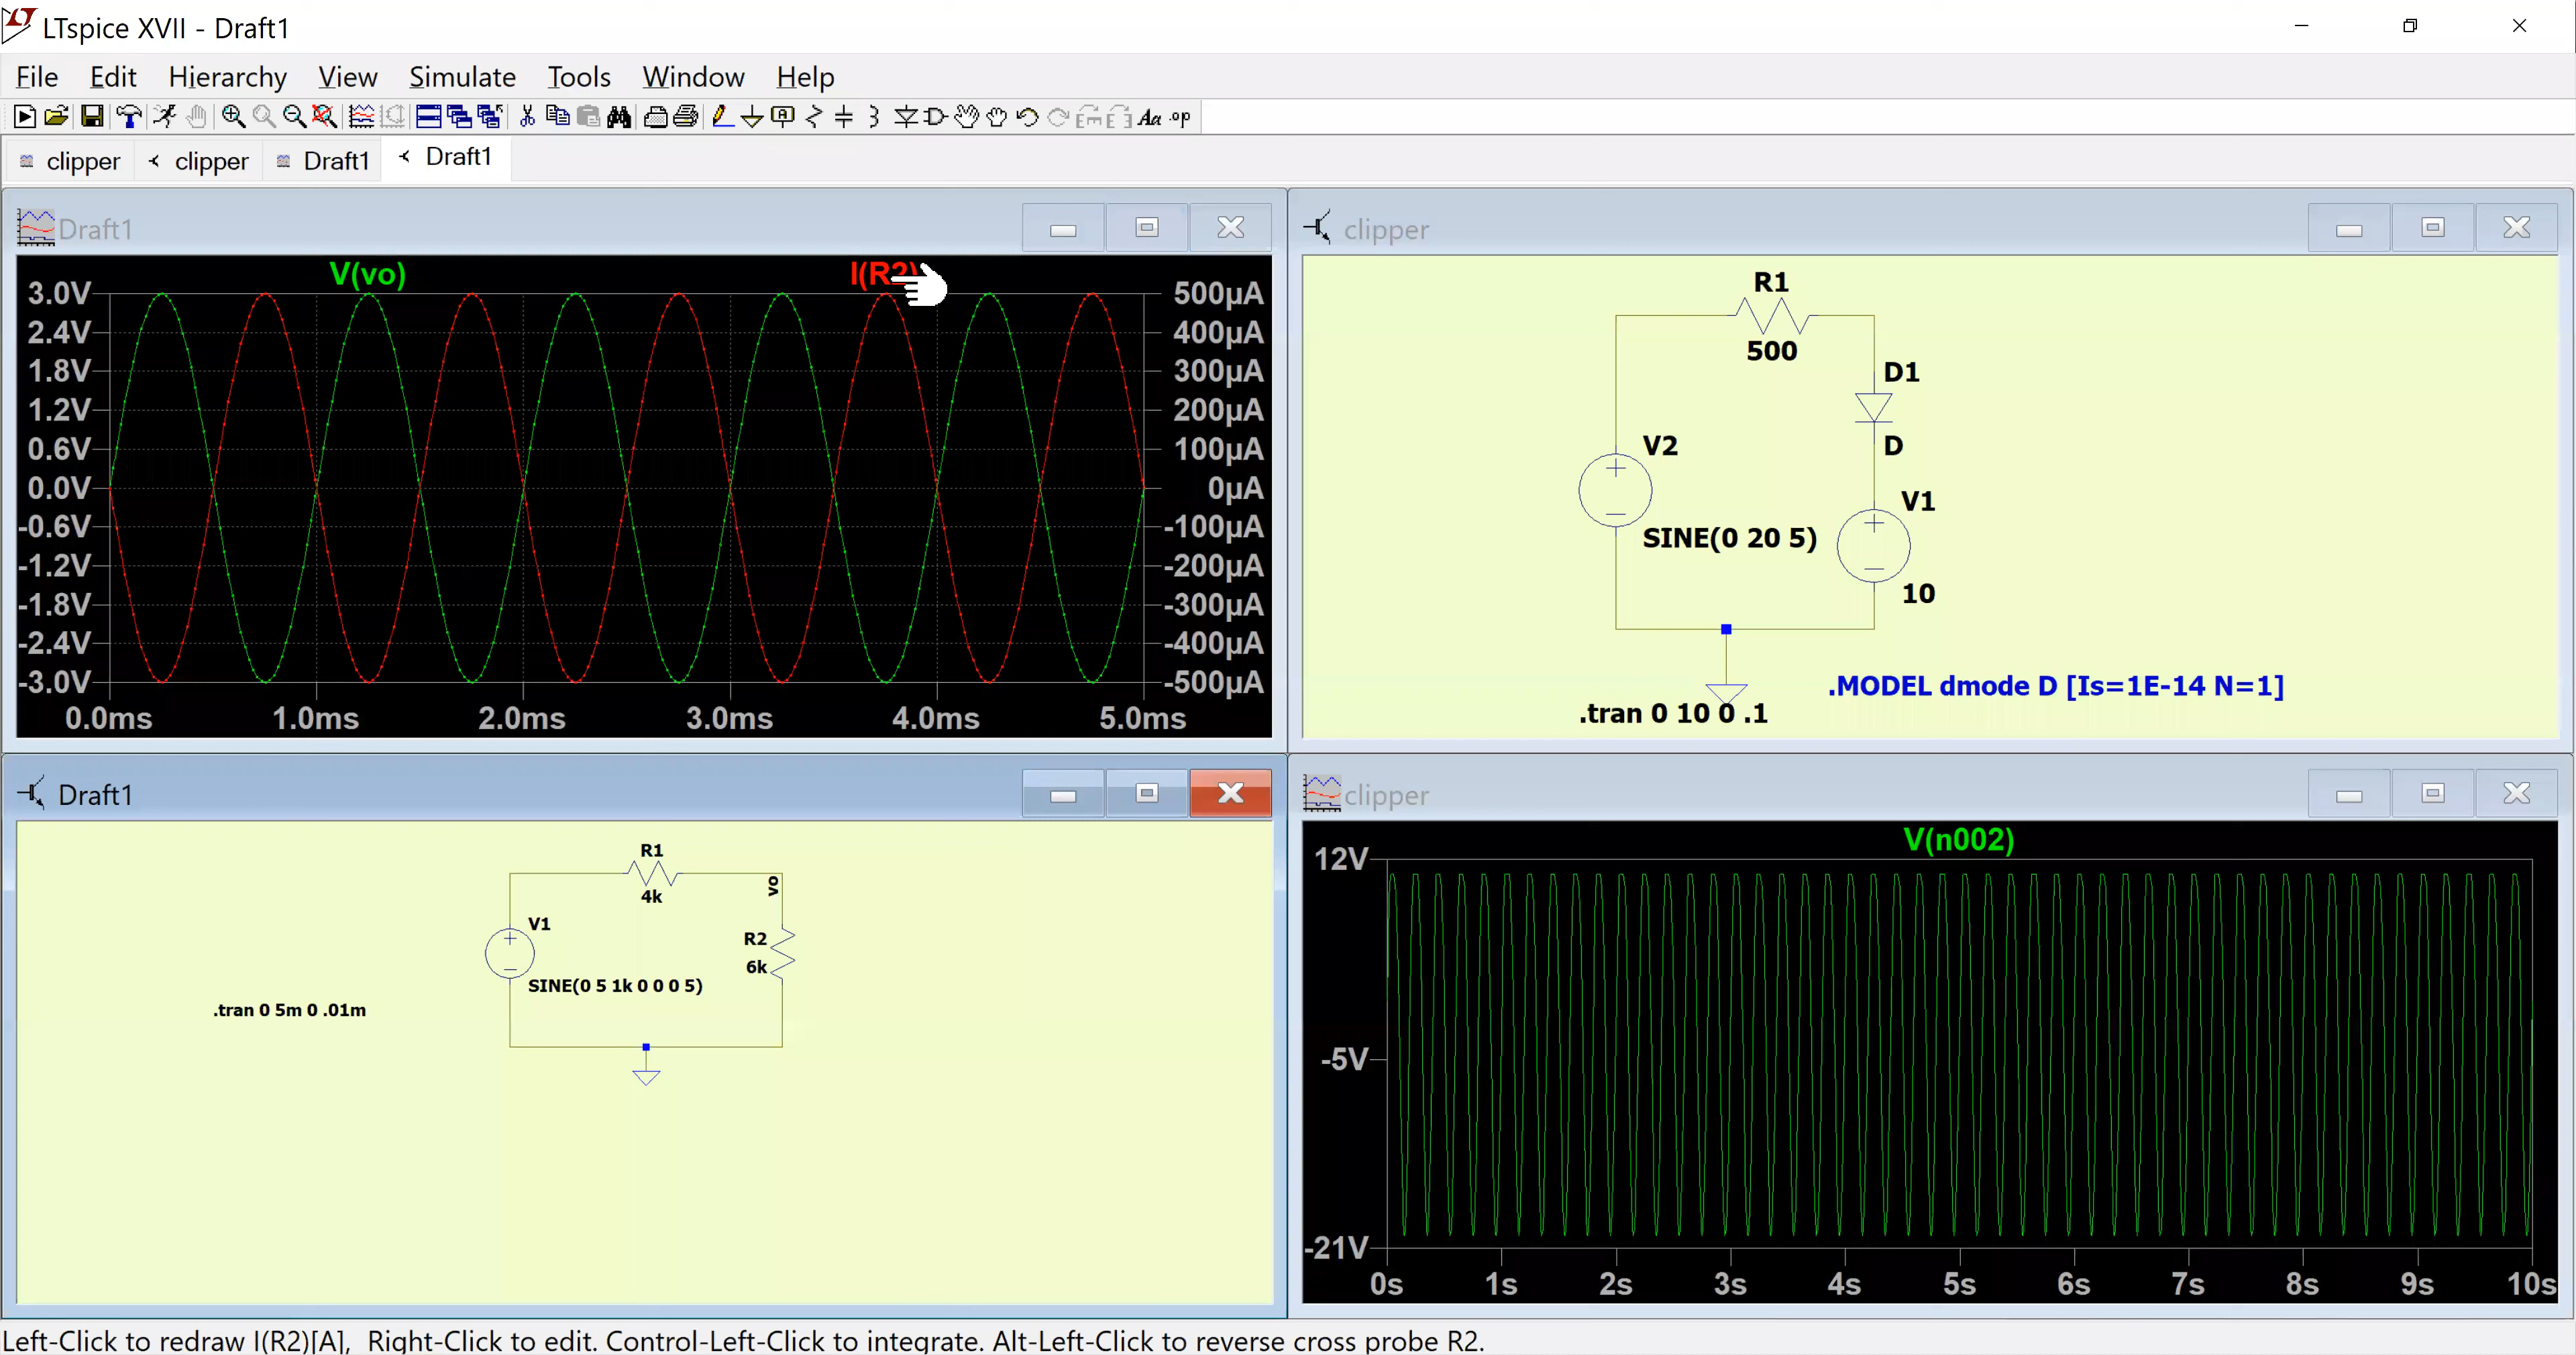 LTspice XVII - Draft1
File Edit Hierarchy View Simulate Tools Window Help
Aa .op
clipper clipper Draft1 Draft1
Draft1
V(vo) I(R2)
3.0V
2.4V
1.8V
1.2V
0.6V
0.0V
-0.6V
-1.2V
-1.8V
-2.4V
-3.0V
500µA
400µA
300µA
200µA
100µA
0µA
-100µA
-200µA
-300µA
-400µA
-500µA
0.0ms 1.0ms 2.0ms 3.0ms 4.0ms 5.0ms
clipper
R1
500
D1
D
V2
SINE(0 20 5)
V1
10
.MODEL dmode D [Is=1E-14 N=1]
.tran 0 10 0 .1
Draft1
R1
4k
vo
V1
R2
6k
SINE(0 5 1k 0 0 0 5)
.tran 0 5m 0 .01m
clipper
V(n002)
12V
-5V
-21V
0s 1s 2s 3s 4s 5s 6s 7s 8s 9s 10s
Left-Click to redraw I(R2)[A], Right-Click to edit. Control-Left-Click to integrate. Alt-Left-Click to reverse cross probe R2.